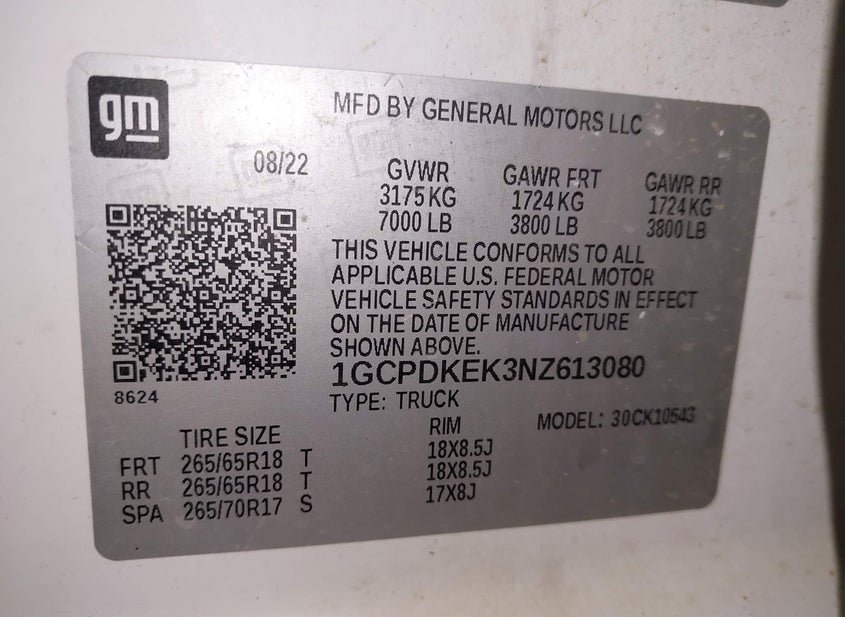 gm
MFD BY GENERAL MOTORS LLC
08/22
GVWR GAWR FRT GAWR RR
3175 KG 1724 KG 1724 KG
7000 LB 3800 LB 3800 LB
THIS VEHICLE CONFORMS TO ALL
APPLICABLE U.S. FEDERAL MOTOR
VEHICLE SAFETY STANDARDS IN EFFECT
ON THE DATE OF MANUFACTURE
SHOWN ABOVE.
1GCPDKEK3NZ613080
8624
TYPE: TRUCK
MODEL: 30CK10543
TIRE SIZE RIM
FRT 265/65R18 T 18X8.5J
RR 265/65R18 T 18X8.5J
SPA 265/70R17 S 17X8J